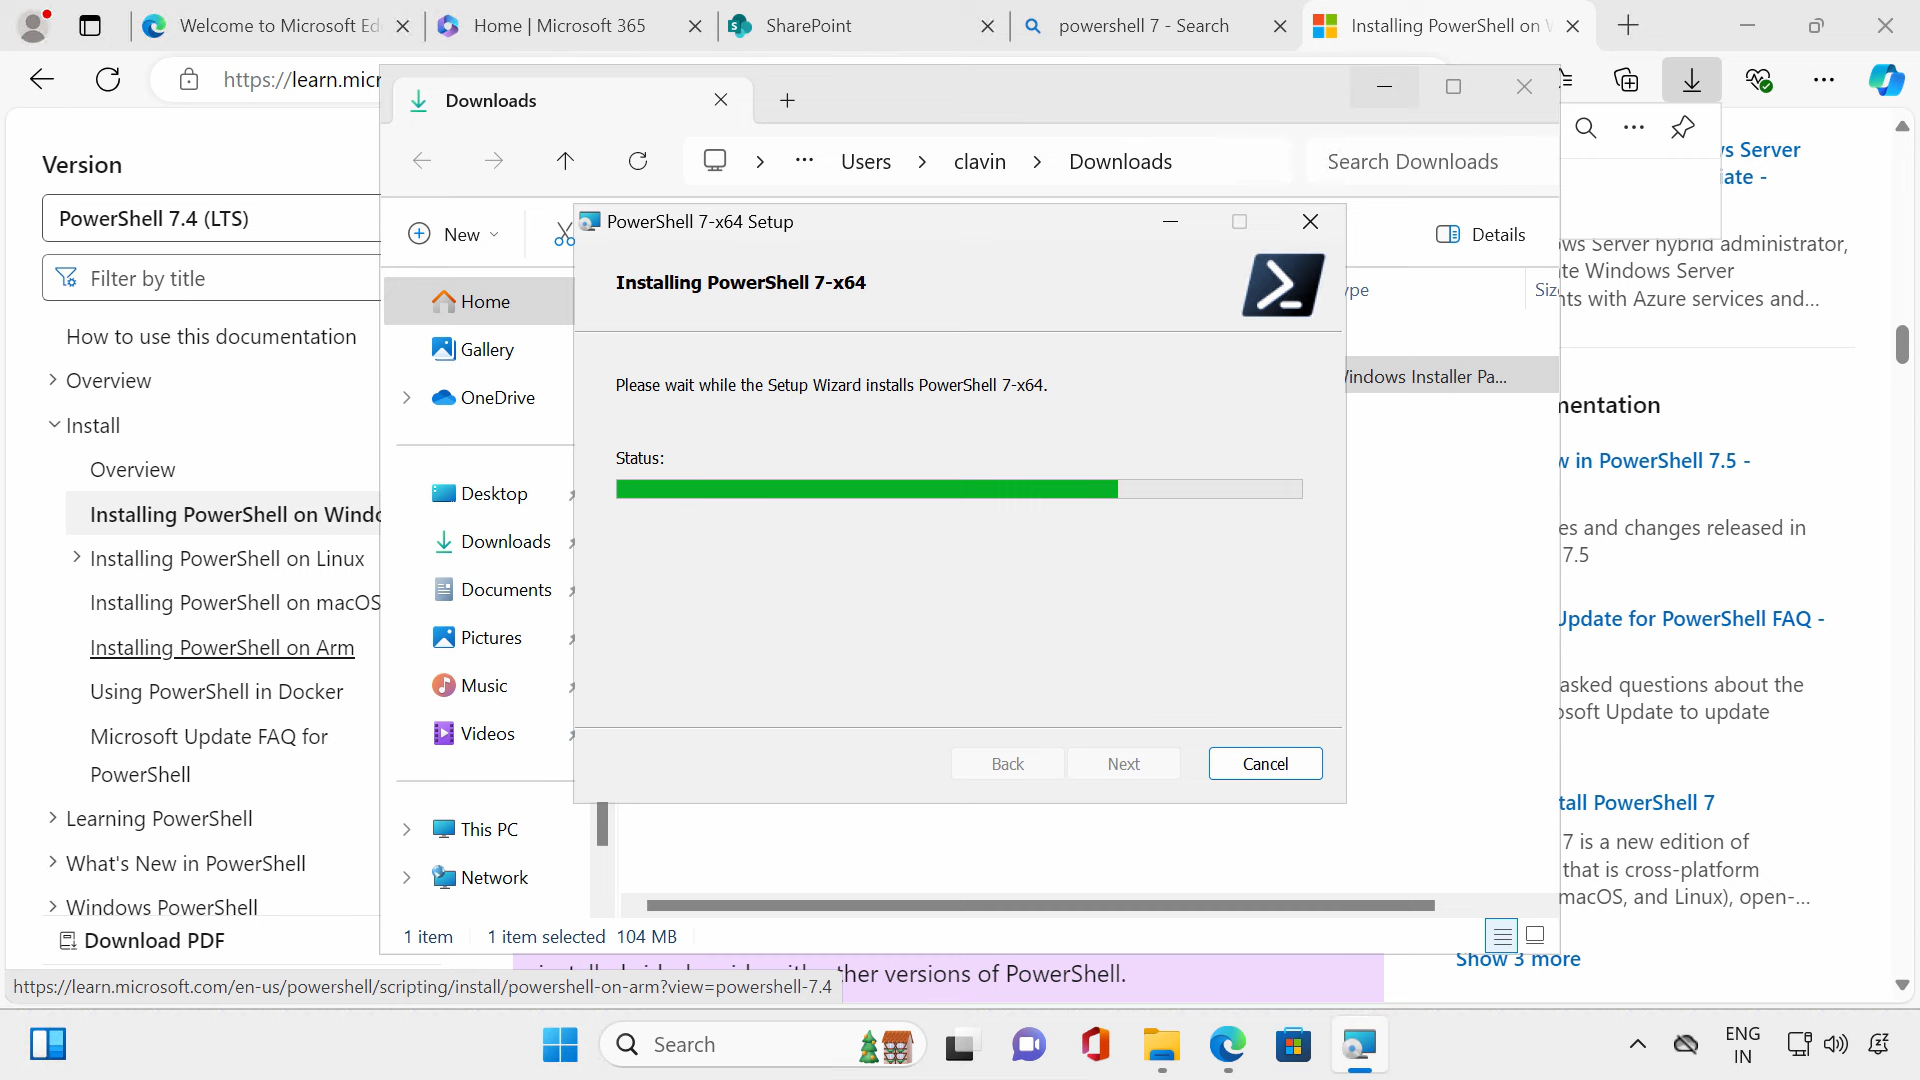 Welcome to Microsoft Ed
Home | Microsoft 365
SharePoint
powershell 7 - Search
Installing PowerShell on W
https://learn.micr
Downloads
Users
clavin
Downloads
Search Downloads
New
Details
Version
PowerShell 7.4 (LTS)
Filter by title
How to use this documentation
Overview
Install
Overview
Installing PowerShell on Windo
Installing PowerShell on Linux
Installing PowerShell on macOS
Installing PowerShell on Arm
Using PowerShell in Docker
Microsoft Update FAQ for
PowerShell
Learning PowerShell
What's New in PowerShell
Windows PowerShell
Download PDF
Home
Gallery
OneDrive
Desktop
Downloads
Documents
Pictures
Music
Videos
This PC
Network
1 item
1 item selected 104 MB
PowerShell 7-x64 Setup
Installing PowerShell 7-x64
Please wait while the Setup Wizard installs PowerShell 7-x64.
Status:
Back
Next
Cancel
ype
Siz
Windows Installer Pa...
s Server
iate -
ws Server hybrid administrator,
te Windows Server
nts with Azure services and...
mentation
w in PowerShell 7.5 -
es and changes released in
7.5
Update for PowerShell FAQ -
asked questions about the
osoft Update to update
tall PowerShell 7
7 is a new edition of
that is cross-platform
macOS, and Linux), open-...
Show 3 more
ther versions of PowerShell.
https://learn.microsoft.com/en-us/powershell/scripting/install/powershell-on-arm?view=powershell-7.4
Search
ENG
IN